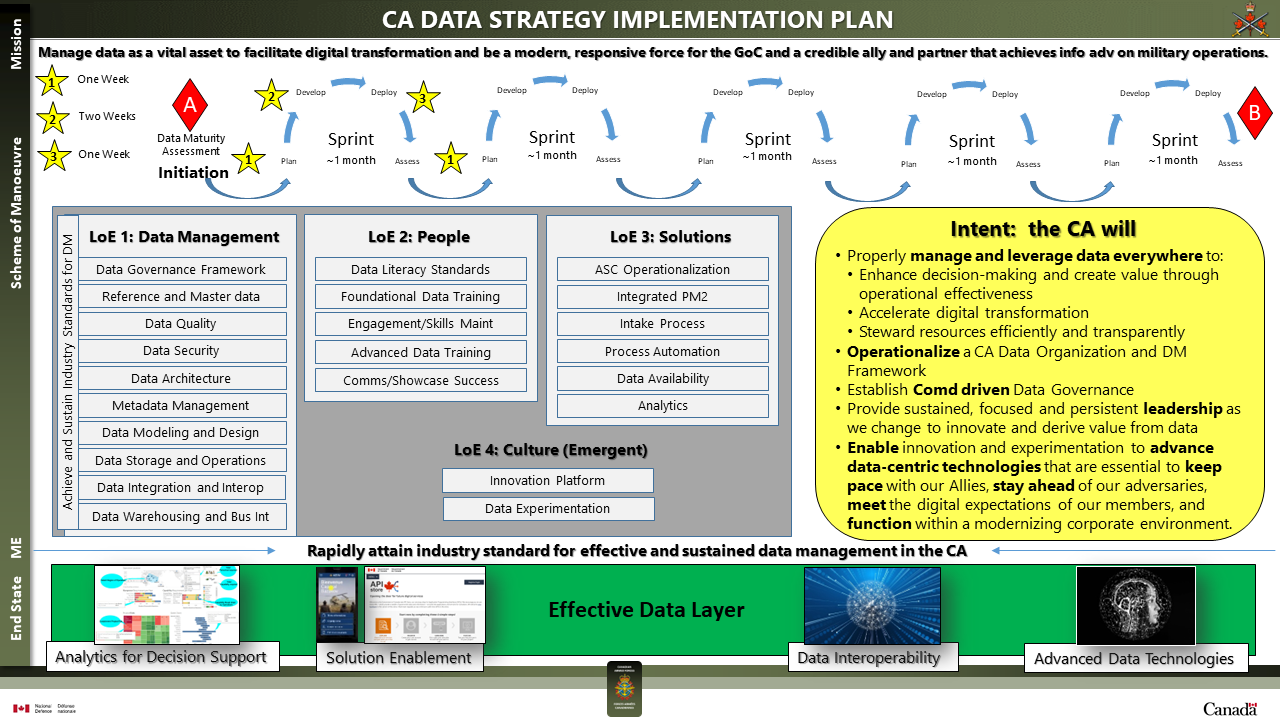 CA DATA STRATEGY IMPLEMENTATION PLAN
Mission
Manage data as a vital asset to facilitate digital transformation and be a modern, responsive force for the GoC and a credible ally and partner that achieves info adv on military operations.
Scheme of Manoeuvre
1 One Week
2 Two Weeks
3 One Week
A
Data Maturity
Assessment
Initiation
1
2
3
Plan
Develop
Deploy
Assess
Sprint
~1 month
1
Plan
Develop
Deploy
Assess
Sprint
~1 month
Plan
Develop
Deploy
Assess
Sprint
~1 month
Plan
Develop
Deploy
Assess
Sprint
~1 month
Plan
Develop
Deploy
Assess
Sprint
~1 month
B
Achieve and Sustain Industry Standards for DM
LoE 1: Data Management
Data Governance Framework
Reference and Master data
Data Quality
Data Security
Data Architecture
Metadata Management
Data Modeling and Design
Data Storage and Operations
Data Integration and Interop
Data Warehousing and Bus Int
LoE 2: People
Data Literacy Standards
Foundational Data Training
Engagement/Skills Maint
Advanced Data Training
Comms/Showcase Success
LoE 3: Solutions
ASC Operationalization
Integrated PM2
Intake Process
Process Automation
Data Availability
Analytics
LoE 4: Culture (Emergent)
Innovation Platform
Data Experimentation
Intent: the CA will
• Properly manage and leverage data everywhere to:
• Enhance decision-making and create value through
operational effectiveness
• Accelerate digital transformation
• Steward resources efficiently and transparently
• Operationalize a CA Data Organization and DM
Framework
• Establish Comd driven Data Governance
• Provide sustained, focused and persistent leadership as
we change to innovate and derive value from data
• Enable innovation and experimentation to advance
data-centric technologies that are essential to keep
pace with our Allies, stay ahead of our adversaries,
meet the digital expectations of our members, and
function within a modernizing corporate environment.
ME
Rapidly attain industry standard for effective and sustained data management in the CA
End State
API
store
Effective Data Layer
Analytics for Decision Support
Solution Enablement
Data Interoperability
Advanced Data Technologies
National Défense
Defence nationale
Canada